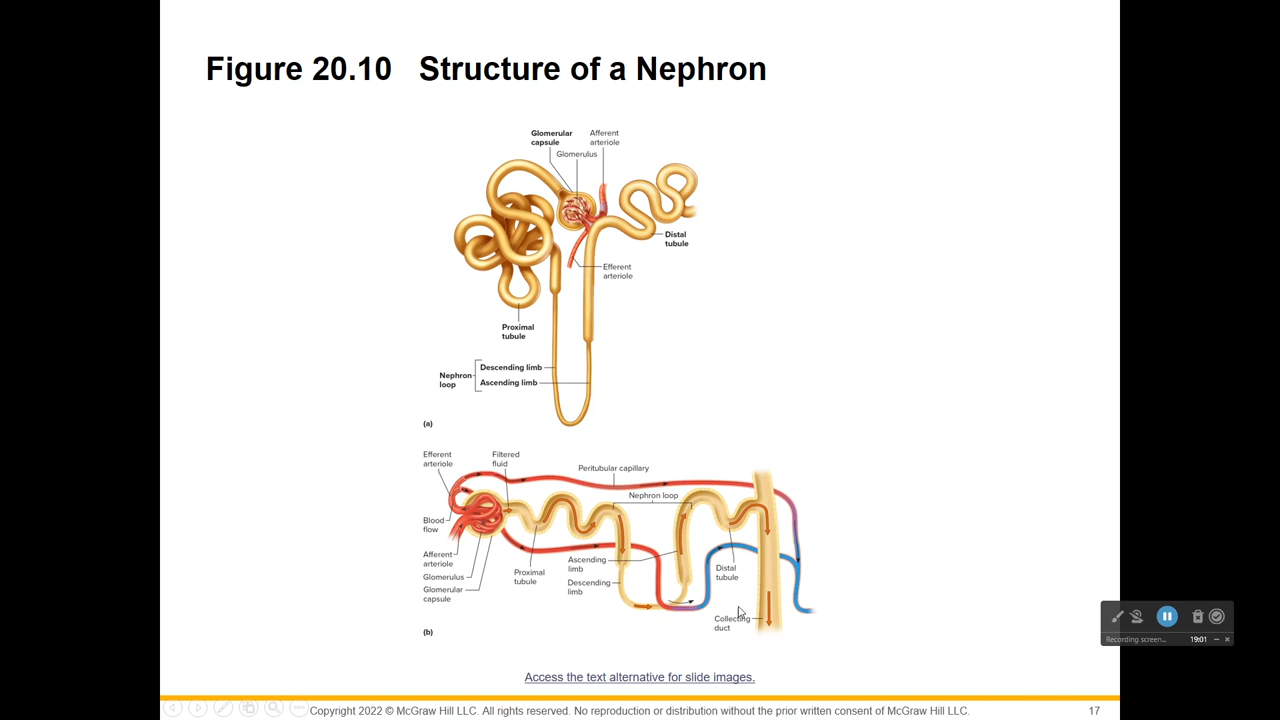 Figure 20.10 Structure of a Nephron
Glomerular
capsule
Afferent
arteriole
Glomerulus
Distal
tubule
Efferent
arteriole
Proximal
tubule
Nephron
loop
Descending limb
Ascending limb
(a)
Efferent
arteriole
Filtered
fluid
Peritubular capillary
Nephron loop
Blood
flow
Afferent
arteriole
Glomerulus
Glomerular
capsule
Proximal
tubule
Ascending
limb
Descending
limb
Distal
tubule
Collecting
duct
(b)
Recording screen...
19:01
Access the text alternative for slide images.
Copyright 2022 © McGraw Hill LLC. All rights reserved. No reproduction or distribution without the prior written consent of McGraw Hill LLC.
17